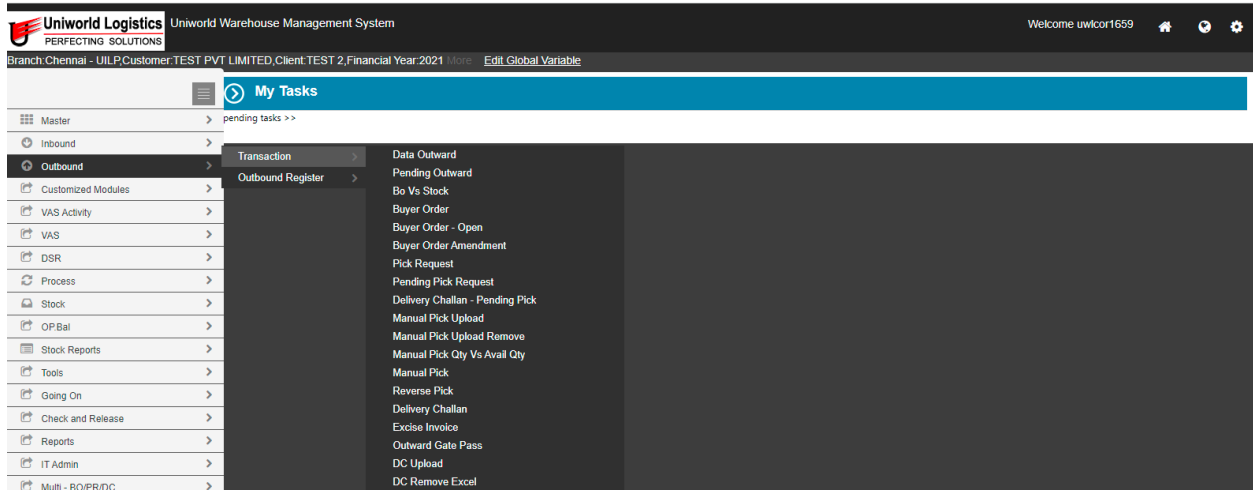 Uniworld Logistics
PERFECTING SOLUTIONS
Uniworld Warehouse Management System
Welcome uwlcor1659
Branch:Chennai - UILP,Customer:TEST PVT LIMITED,Client:TEST 2,Financial Year:2021 More Edit Global Variable
My Tasks
pending tasks >>
Master
Inbound
Outbound
Customized Modules
VAS Activity
VAS
DSR
Process
Stock
OP.Bal
Stock Reports
Tools
Going On
Check and Release
Reports
IT Admin
Multi - BO/PR/DC
Transaction
Outbound Register
Data Outward
Pending Outward
Bo Vs Stock
Buyer Order
Buyer Order - Open
Buyer Order Amendment
Pick Request
Pending Pick Request
Delivery Challan - Pending Pick
Manual Pick Upload
Manual Pick Upload Remove
Manual Pick Qty Vs Avail Qty
Manual Pick
Reverse Pick
Delivery Challan
Excise Invoice
Outward Gate Pass
DC Upload
DC Remove Excel